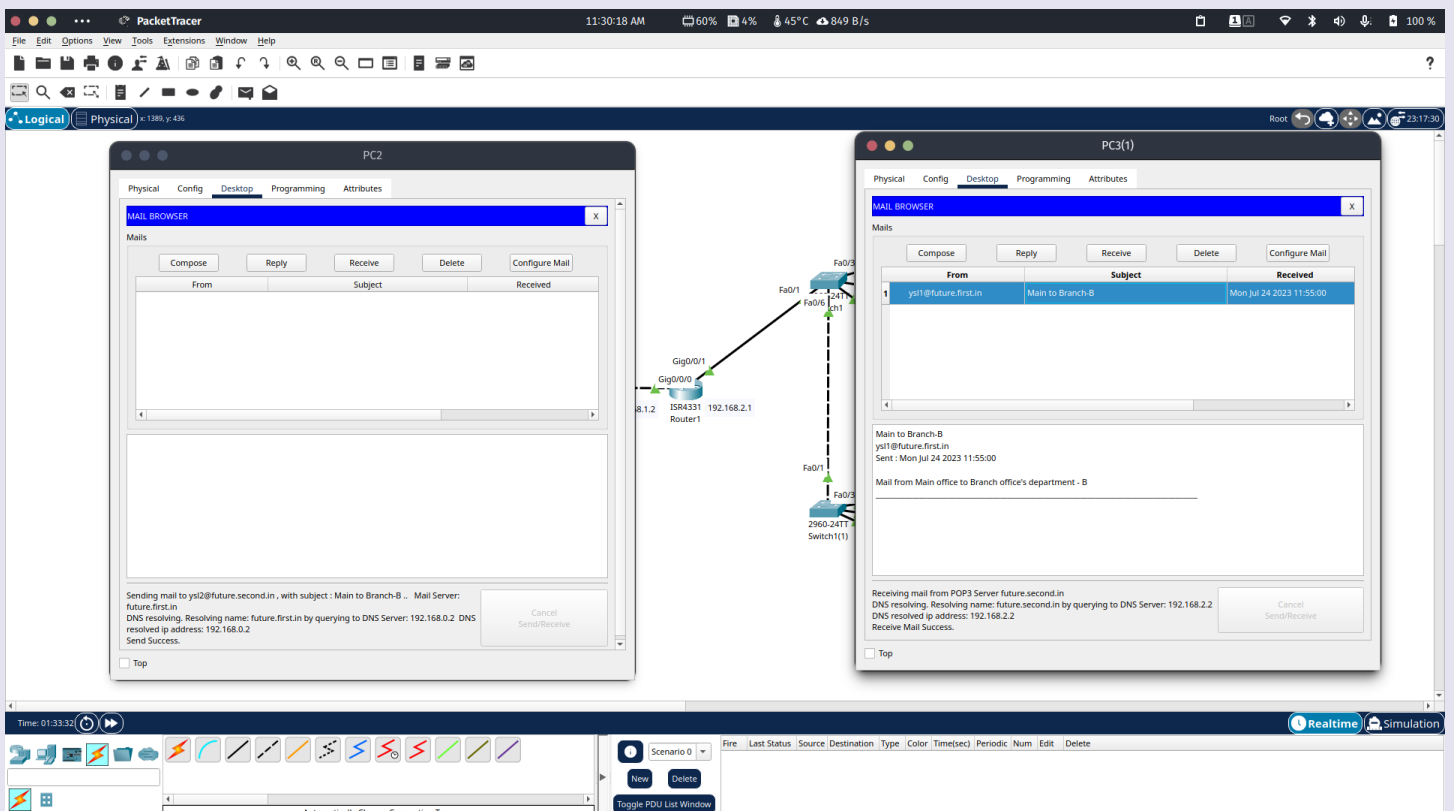 PacketTracer 11:30:18 AM 60% 4% 45°C 849 B/s 1 A 100 %
File Edit Options View Tools Extensions Window Help
?
Logical Physical x: 1389, y: 436 Root 23:17:30
PC2
Physical Config Desktop Programming Attributes
MAIL BROWSER X
Mails
Compose Reply Receive Delete Configure Mail
From Subject Received
Sending mail to ysl2@future.second.in , with subject : Main to Branch-B .. Mail Server:
future.first.in
DNS resolving. Resolving name: future.first.in by querying to DNS Server: 192.168.0.2 DNS
resolved ip address: 192.168.0.2
Send Success.
Cancel
Send/Receive
Top
Fa0/3
Fa0/1
24TT
Fa0/6
ch1
Gig0/0/1
Gig0/0/0
8.1.2 ISR4331 192.168.2.1
Router1
Fa0/1
Fa0/3
2960-24TT
Switch1(1)
PC3(1)
Physical Config Desktop Programming Attributes
MAIL BROWSER X
Mails
Compose Reply Receive Delete Configure Mail
From Subject Received
1 ysl1@future.first.in Main to Branch-B Mon Jul 24 2023 11:55:00
Main to Branch-B
ysl1@future.first.in
Sent : Mon Jul 24 2023 11:55:00
Mail from Main office to Branch office's department - B
Receiving mail from POP3 Server future.second.in
DNS resolving. Resolving name: future.second.in by querying to DNS Server: 192.168.2.2
DNS resolved ip address: 192.168.2.2
Receive Mail Success.
Cancel
Send/Receive
Top
Time: 01:33:32 Realtime Simulation
Scenario 0
New Delete
Toggle PDU List Window
Fire Last Status Source Destination Type Color Time(sec) Periodic Num Edit Delete